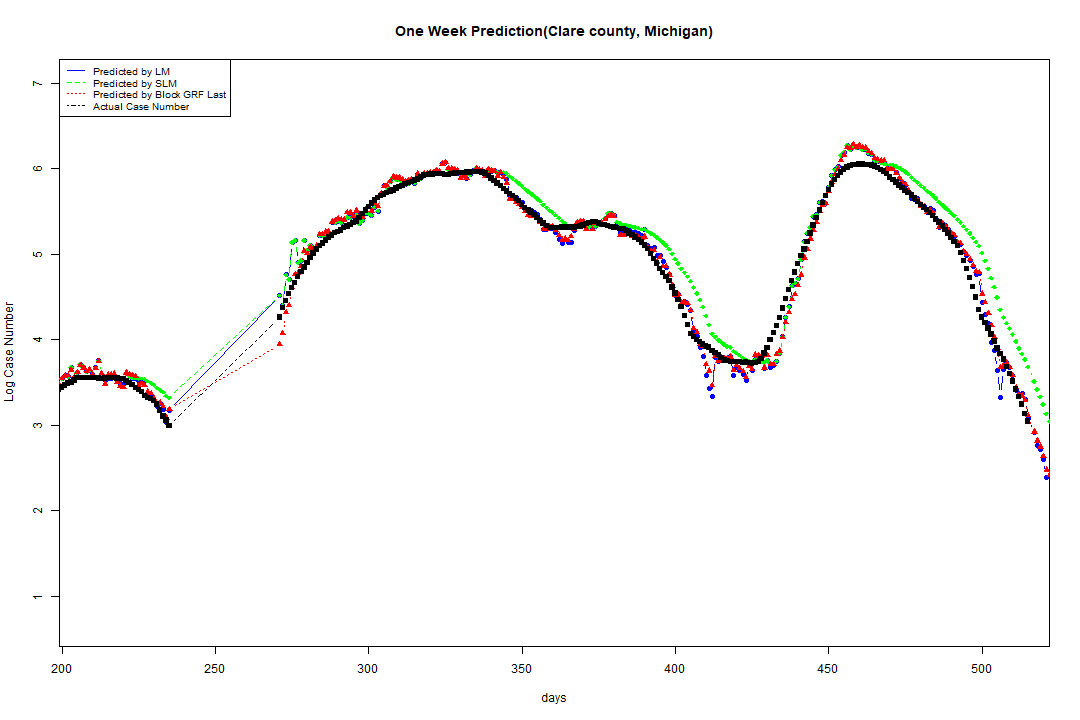 One Week Prediction(Clare county, Michigan)
Predicted by LM
Predicted by SLM
Predicted by Block GRF Last
Actual Case Number
7
6
5
4
3
2
1
Log Case Number
200 250 300 350 400 450 500
days